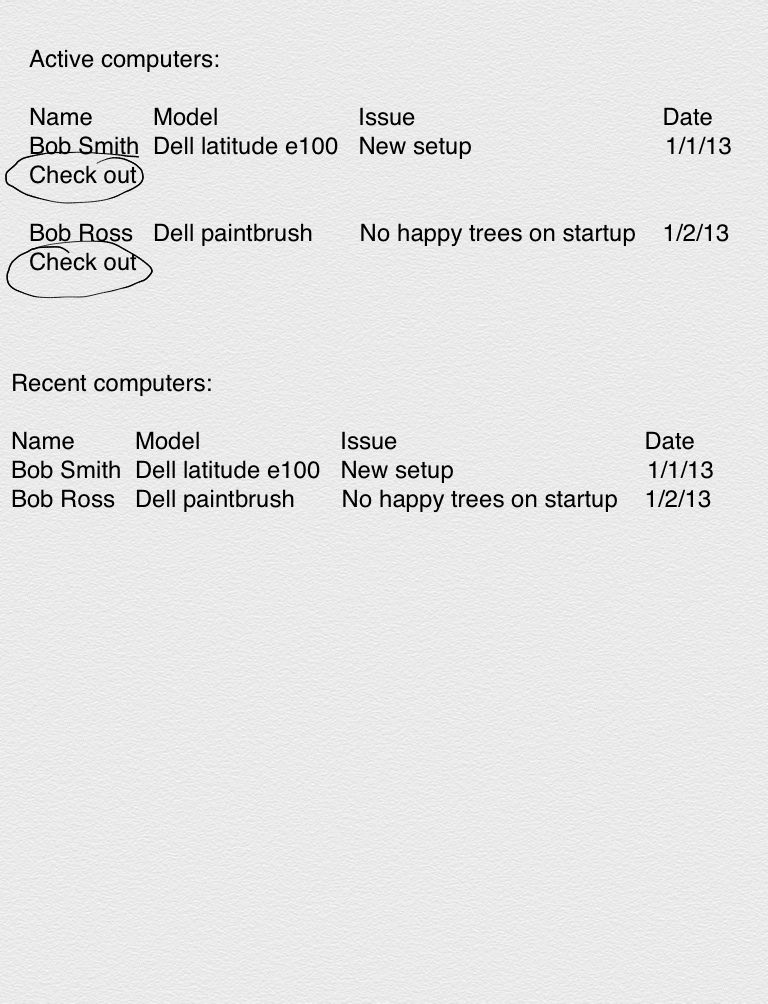 Active computers:
Name Model Issue Date
Bob Smith Dell latitude e100 New setup 1/1/13
Check out
Bob Ross Dell paintbrush No happy trees on startup 1/2/13
Check out
Recent computers:
Name Model Issue Date
Bob Smith Dell latitude e100 New setup 1/1/13
Bob Ross Dell paintbrush No happy trees on startup 1/2/13